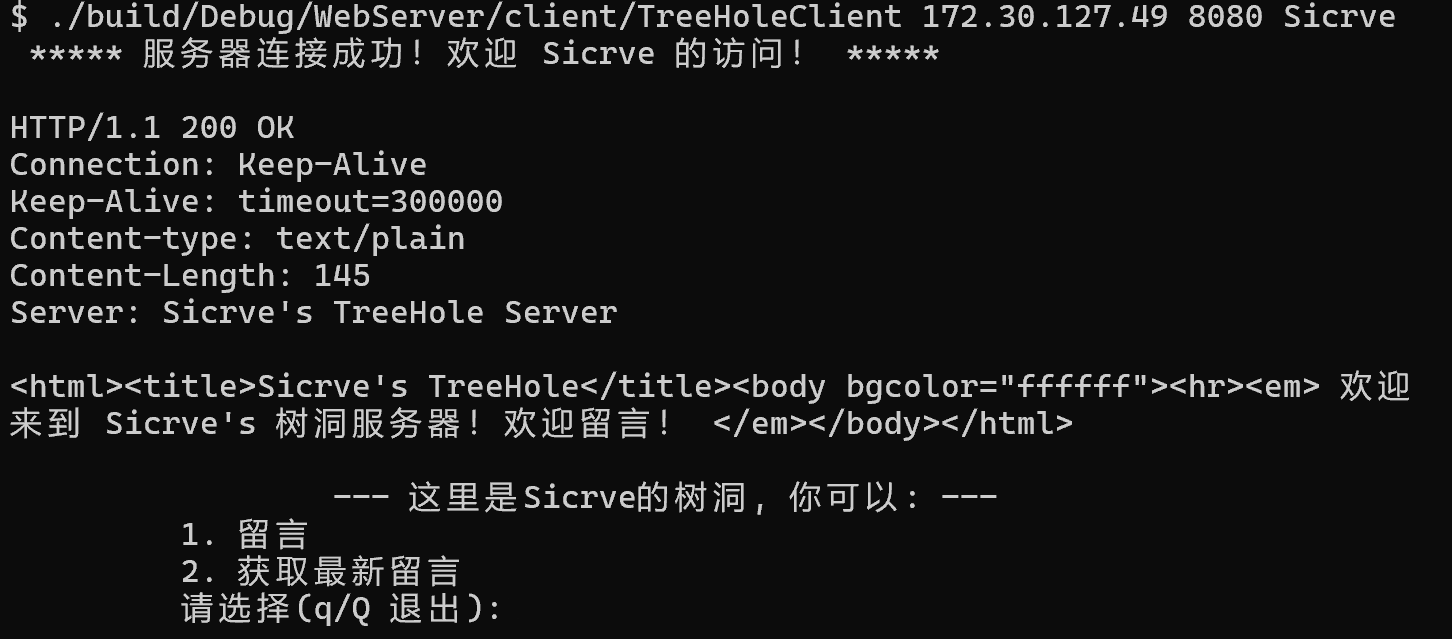 $ ./build/Debug/WebServer/client/TreeHoleClient 172.30.127.49 8080 Sicrve
***** 服务器连接成功！欢迎 Sicrve 的访问！ *****
HTTP/1.1 200 OK
Connection: Keep-Alive
Keep-Alive: timeout=300000
Content-type: text/plain
Content-Length: 145
Server: Sicrve's TreeHole Server
<html><title>Sicrve's TreeHole</title><body bgcolor="ffffff"><hr><em> 欢迎
来到 Sicrve's 树洞服务器！欢迎留言！ </em></body></html>
--- 这里是Sicrve的树洞，你可以：---
1. 留言
2. 获取最新留言
请选择(q/Q 退出):